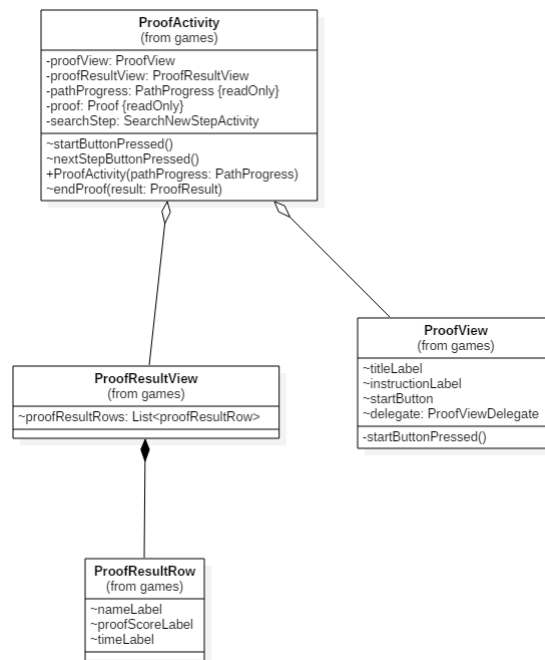 ProofActivity
(from games)
-proofView: ProofView
-proofResultView: ProofResultView
-pathProgress: PathProgress {readOnly}
-proof: Proof {readOnly}
-searchStep: SearchNewStepActivity
~startButtonPressed()
~nextStepButtonPressed()
+ProofActivity(pathProgress: PathProgress)
~endProof(result: ProofResult)
ProofResultView
(from games)
~proofResultRows: List<proofResultRow>
ProofView
(from games)
~titleLabel
~instructionLabel
~startButton
~delegate: ProofViewDelegate
-startButtonPressed()
ProofResultRow
(from games)
~nameLabel
~proofScoreLabel
~timeLabel